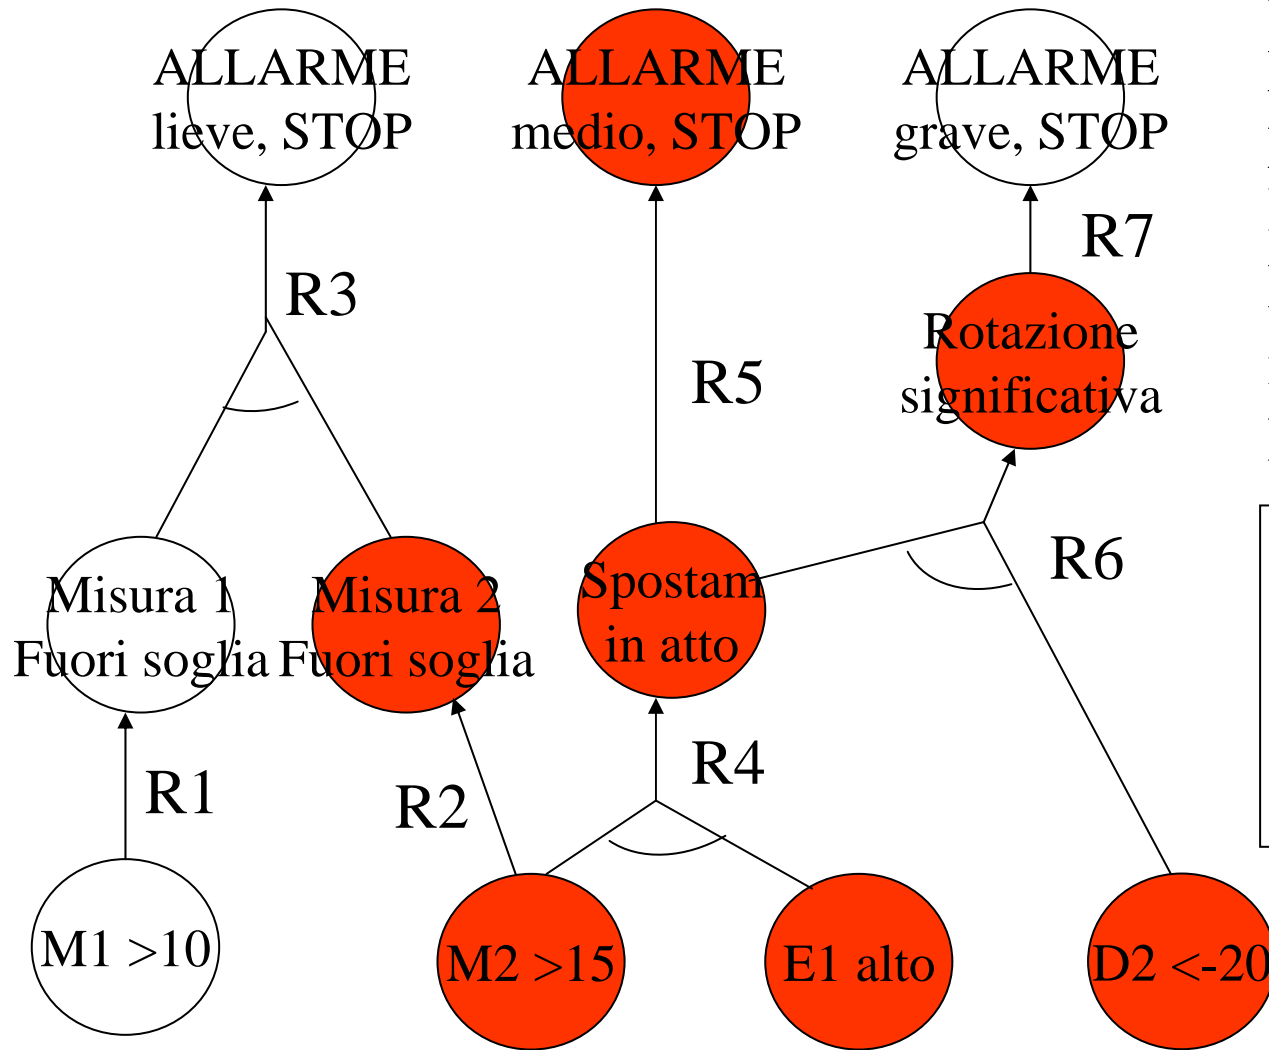 ALLARME
lieve, STOP
ALLARME
medio, STOP
ALLARME
grave, STOP
R7
R3
Rotazione
significativa
R5
R6
Misura 1
Fuori soglia
Misura 2
Fuori soglia
Spostam
in atto
R4
R1
R2
M1 >10
M2 >15
E1 alto
D2 <-20